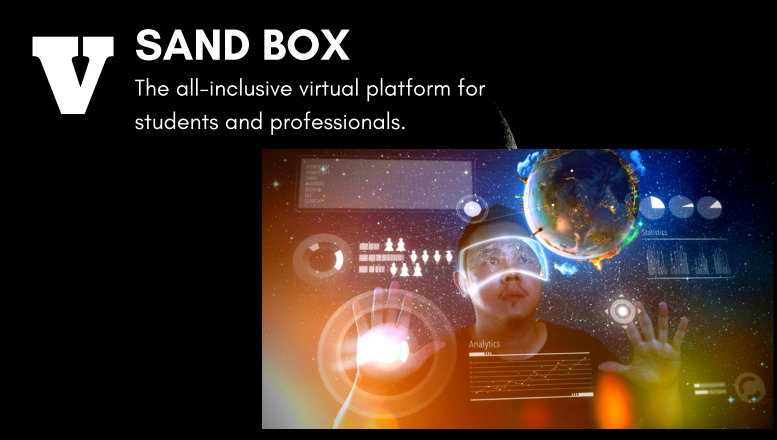 V
SAND BOX
The all-inclusive virtual platform for
students and professionals.
Statistics
Analytics